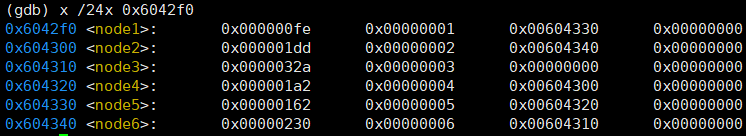 (gdb) x /24x 0x6042f0
0x6042f0 <node1>: 0x000000fe 0x00000001 0x00604330 0x00000000
0x604300 <node2>: 0x000001dd 0x00000002 0x00604340 0x00000000
0x604310 <node3>: 0x0000032a 0x00000003 0x00000000 0x00000000
0x604320 <node4>: 0x000001a2 0x00000004 0x00604300 0x00000000
0x604330 <node5>: 0x00000162 0x00000005 0x00604320 0x00000000
0x604340 <node6>: 0x00000230 0x00000006 0x00604310 0x00000000